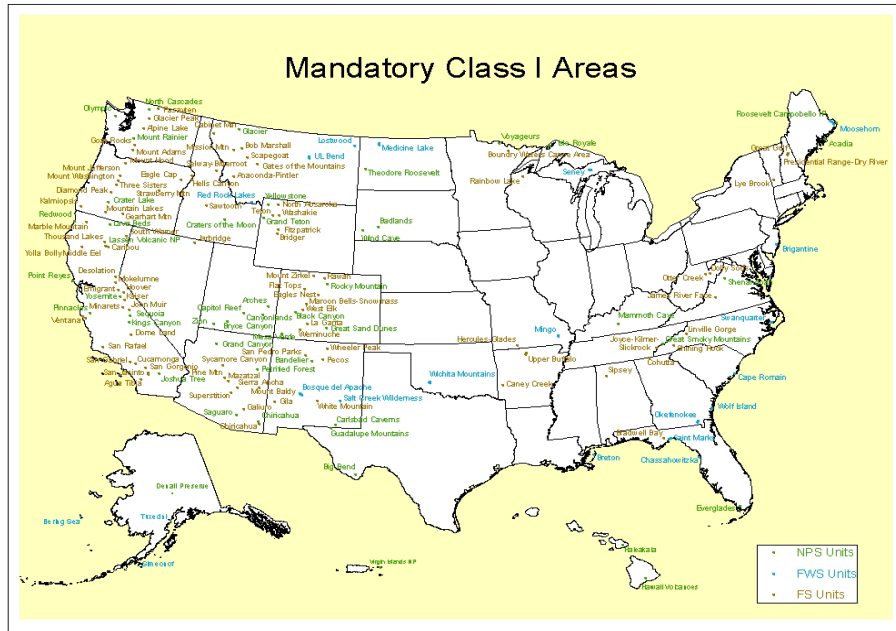 Mandatory Class I Areas
Olympic
North Cascades
Pasayten
Glacier Peak
Alpine Lake
Mount Rainier
Goat Rocks
Mount Adams
Mount Hood
Mount Jefferson
Mount Washington
Three Sisters
Eagle Cap
Strawberry Mtn
Hells Canyon
Diamond Peak
Crater Lake
Kalmiopsis
Mountain Lakes
Gearhart Mtn
Redwood
Lava Beds
South Warner
Marble Mountain
Thousand Lakes
Lassen Volcanic NP
Caribou
Yolla BollyMiddle Eel
Cabinet Mtn
Glacier
Mission Mtn
Bob Marshall
Scapegoat
Selway-Bitterroot
Gates of the Mountains
Anaconda-Pintler
UL Bend
Lostwood
Medicine Lake
Theodore Roosevelt
Red Rock Lakes
Yellowstone
Sawtooth
North Absaroka
Teton
Washakie
Grand Teton
Craters of the Moon
Fitzpatrick
Bridger
Jarbridge
Badlands
Wind Cave
Voyageurs
Isle Royale
Boundry Waters Canoe Area
Rainbow Lake
Seney
Roosevelt Campobello IP
Moosehorn
Acadia
Great Gulf
Presidential Range-Dry River
Lye Brook
Brigantine
Point Reyes
Desolation
Mokelumne
Emigrant
Hoover
Yosemite
Kaiser
Pinnacles
Minarets
John Muir
Ventana
Sequoia
Kings Canyon
Dome Land
San Rafael
San Gabriel
Cucamonga
San Gorgonio
San Jacinto
Joshua Tree
Agua Tibia
Mount Zirkel
Rawah
Flat Tops
Rocky Mountain
Eagles Nest
Arches
Maroon Bells-Snowmass
Capitol Reef
West Elk
Canyonlands
Black Canyon
Zion
Bryce Canyon
La Garita
Great Sand Dunes
Mesa Verde
Weminuche
Grand Canyon
San Pedro Parks
Wheeler Peak
Sycamore Canyon
Bandelier
Pecos
Petrified Forest
Pine Mtn
Mazatzal
Sierra Ancha
Mount Baldy
Superstition
Bosque del Apache
Salt Creek Wilderness
Gila
White Mountain
Galiuro
Saguaro
Chiricahua
Chiricahua
Carlsbad Caverns
Guadalupe Mountains
Big Bend
Wichita Mountains
Hercules-Glades
Upper Buffalo
Caney Creek
Mingo
Mammoth Cave
Otter Creek
Dolly Sods
James River Face
Swanquarter
Linville Gorge
Joyce-Kilmer-
Slickrock
Great Smoky Mountains
Shining Rock
Cohutta
Sipsey
Cape Romain
Wolf Island
Okefenokee
Bradwell Bay
Saint Marks
Breton
Chassahowitzka
Everglades
Denali Preserve
Bering Sea
Tuxedni
Simeonof
Virgin Islands NP
Haleakala
Hawaii Volcanoes
NPS Units
FWS Units
FS Units